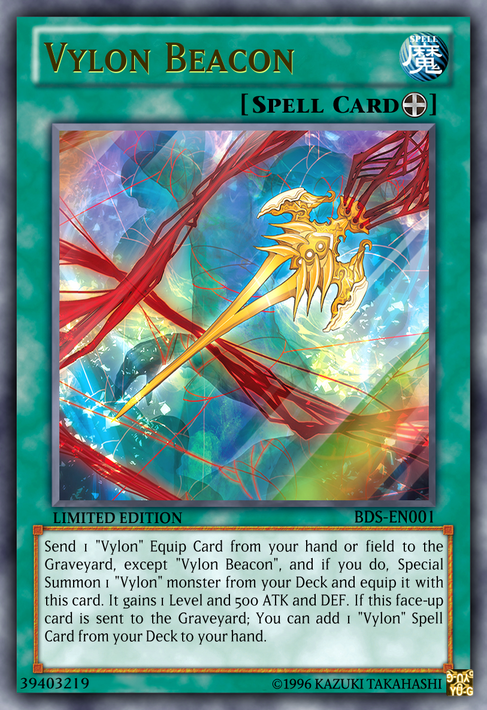 VYLON BEACON
SPELL
魔
[SPELL CARD]
LIMITED EDITION
BDS-EN001
Send 1 "Vylon" Equip Card from your hand or field to the
Graveyard, except "Vylon Beacon", and if you do, Special
Summon 1 "Vylon" monster from your Deck and equip it with
this card. It gains 1 Level and 500 ATK and DEF. If this face-up
card is sent to the Graveyard; You can add 1 "Vylon" Spell
Card from your Deck to your hand.
39403219
©1996 KAZUKI TAKAHASHI